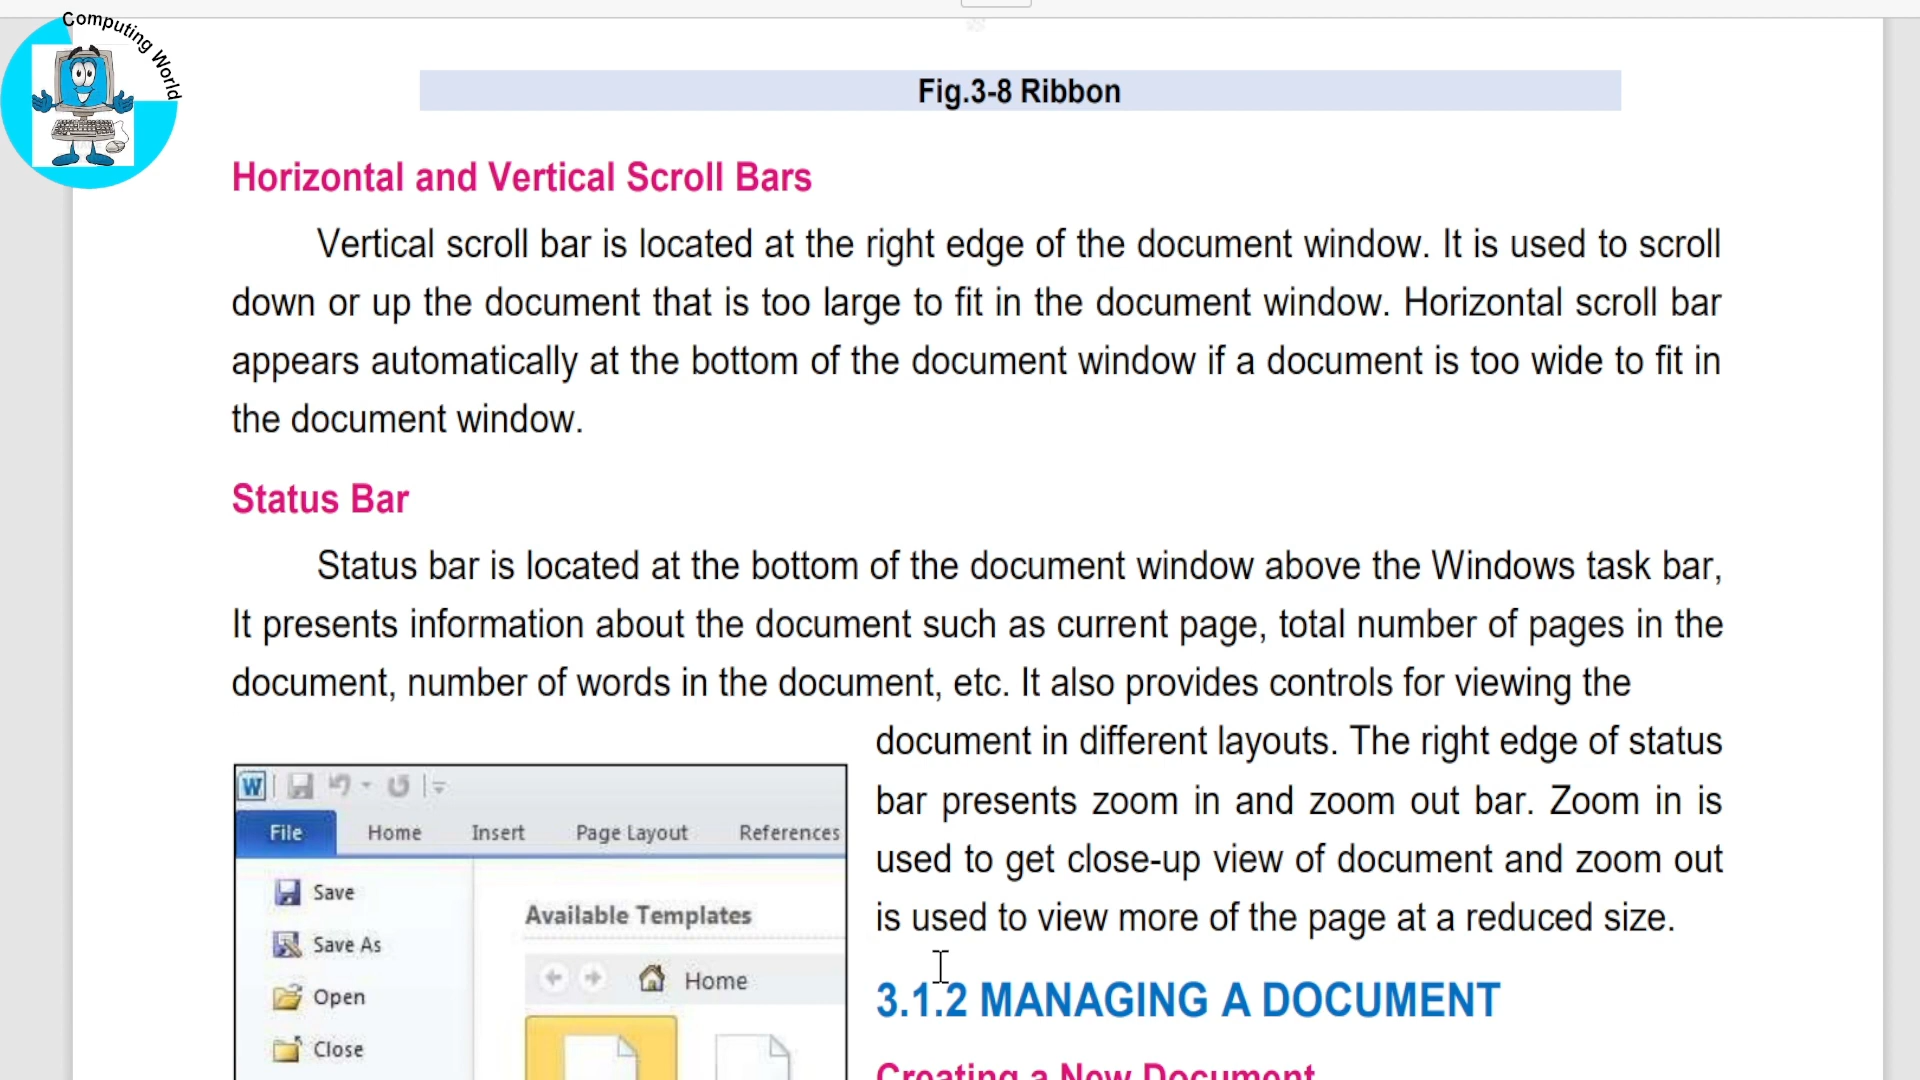 Computing World
Fig.3-8 Ribbon
Horizontal and Vertical Scroll Bars
Vertical scroll bar is located at the right edge of the document window. It is used to scroll
down or up the document that is too large to fit in the document window. Horizontal scroll bar
appears automatically at the bottom of the document window if a document is too wide to fit in
the document window.
Status Bar
Status bar is located at the bottom of the document window above the Windows task bar,
It presents information about the document such as current page, total number of pages in the
document, number of words in the document, etc. It also provides controls for viewing the
document in different layouts. The right edge of status
bar presents zoom in and zoom out bar. Zoom in is
used to get close-up view of document and zoom out
is used to view more of the page at a reduced size.
W
File Home Insert Page Layout References
Save
Save As
Open
Close
Available Templates
Home
3.1.2 MANAGING A DOCUMENT
Creating a New Document